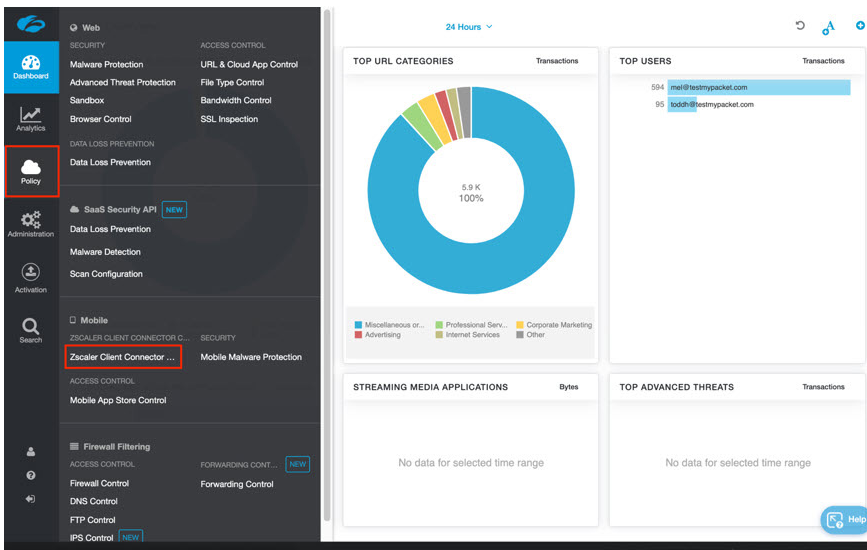 Dashboard
Analytics
Policy
Administration
Activation
Search
Web
SECURITY
Malware Protection
Advanced Threat Protection
Sandbox
Browser Control
ACCESS CONTROL
URL & Cloud App Control
File Type Control
Bandwidth Control
SSL Inspection
DATA LOSS PREVENTION
Data Loss Prevention
SaaS Security API NEW
Data Loss Prevention
Malware Detection
Scan Configuration
Mobile
ZSCALER CLIENT CONNECTOR C...
Zscaler Client Connector ...
SECURITY
Mobile Malware Protection
ACCESS CONTROL
Mobile App Store Control
Firewall Filtering
ACCESS CONTROL
Firewall Control
DNS Control
FTP Control
IPS Control NEW
FORWARDING CONT... NEW
Forwarding Control
24 Hours
TOP URL CATEGORIES Transactions
5.9 K
100%
Miscellaneous or... Professional Serv... Corporate Marketing
Advertising Internet Services Other
TOP USERS Transactions
594 mel@testmypacket.com
95 toddh@testmypacket.com
STREAMING MEDIA APPLICATIONS Bytes
No data for selected time range
TOP ADVANCED THREATS Transactions
No data for selected time range
Help